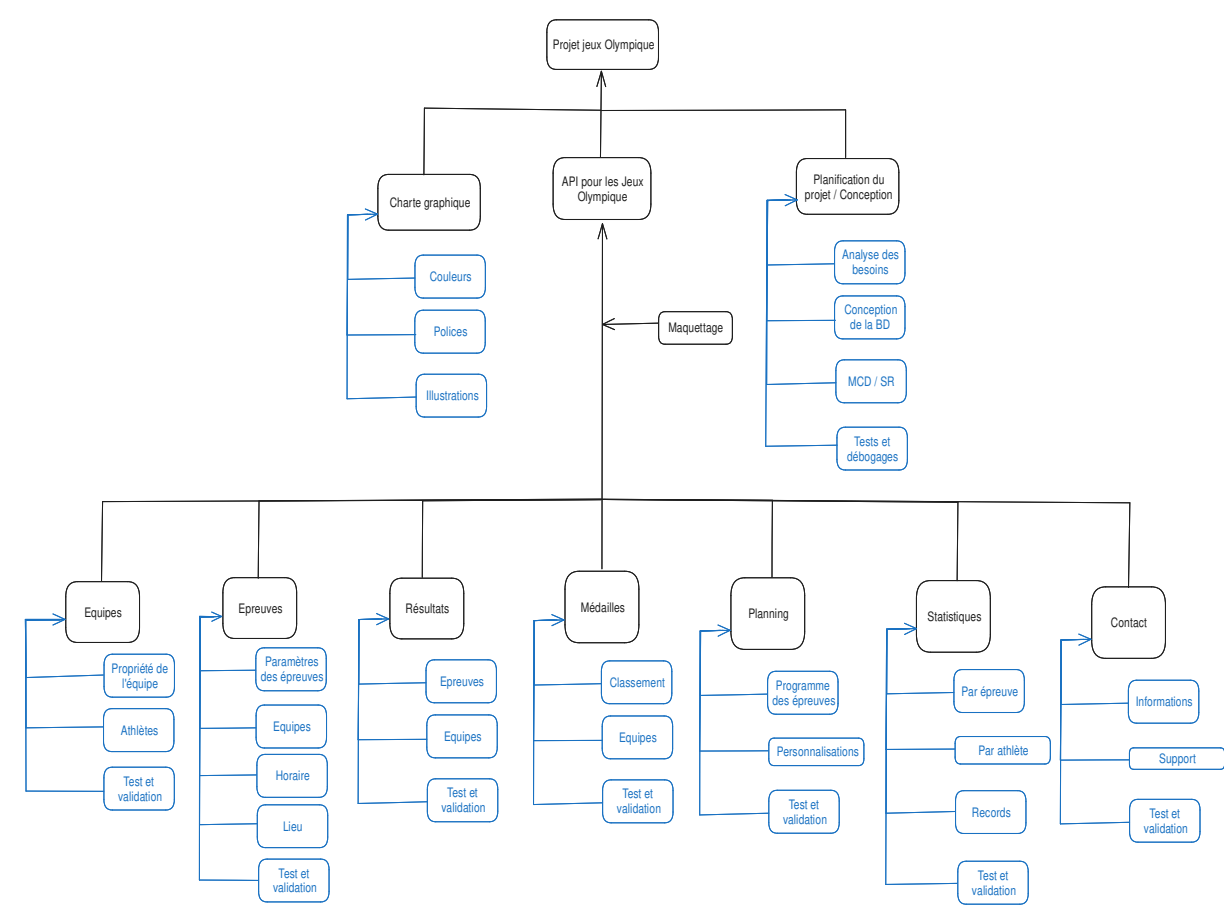 Projet jeux Olympique
Charte graphique
API pour les Jeux
Olympique
Planification du
projet / Conception
Couleurs
Polices
Illustrations
Maquettage
Analyse des
besoins
Conception
de la BD
MCD / SR
Tests et
débogages
Equipes
Propriété de
l'équipe
Athlètes
Test et
validation
Epreuves
Paramètres
des épreuves
Equipes
Horaire
Lieu
Test et
validation
Résultats
Epreuves
Equipes
Test et
validation
Médailles
Classement
Equipes
Test et
validation
Planning
Programme
des épreuves
Personnalisations
Test et
validation
Statistiques
Par épreuve
Par athlète
Records
Test et
validation
Contact
Informations
Support
Test et
validation